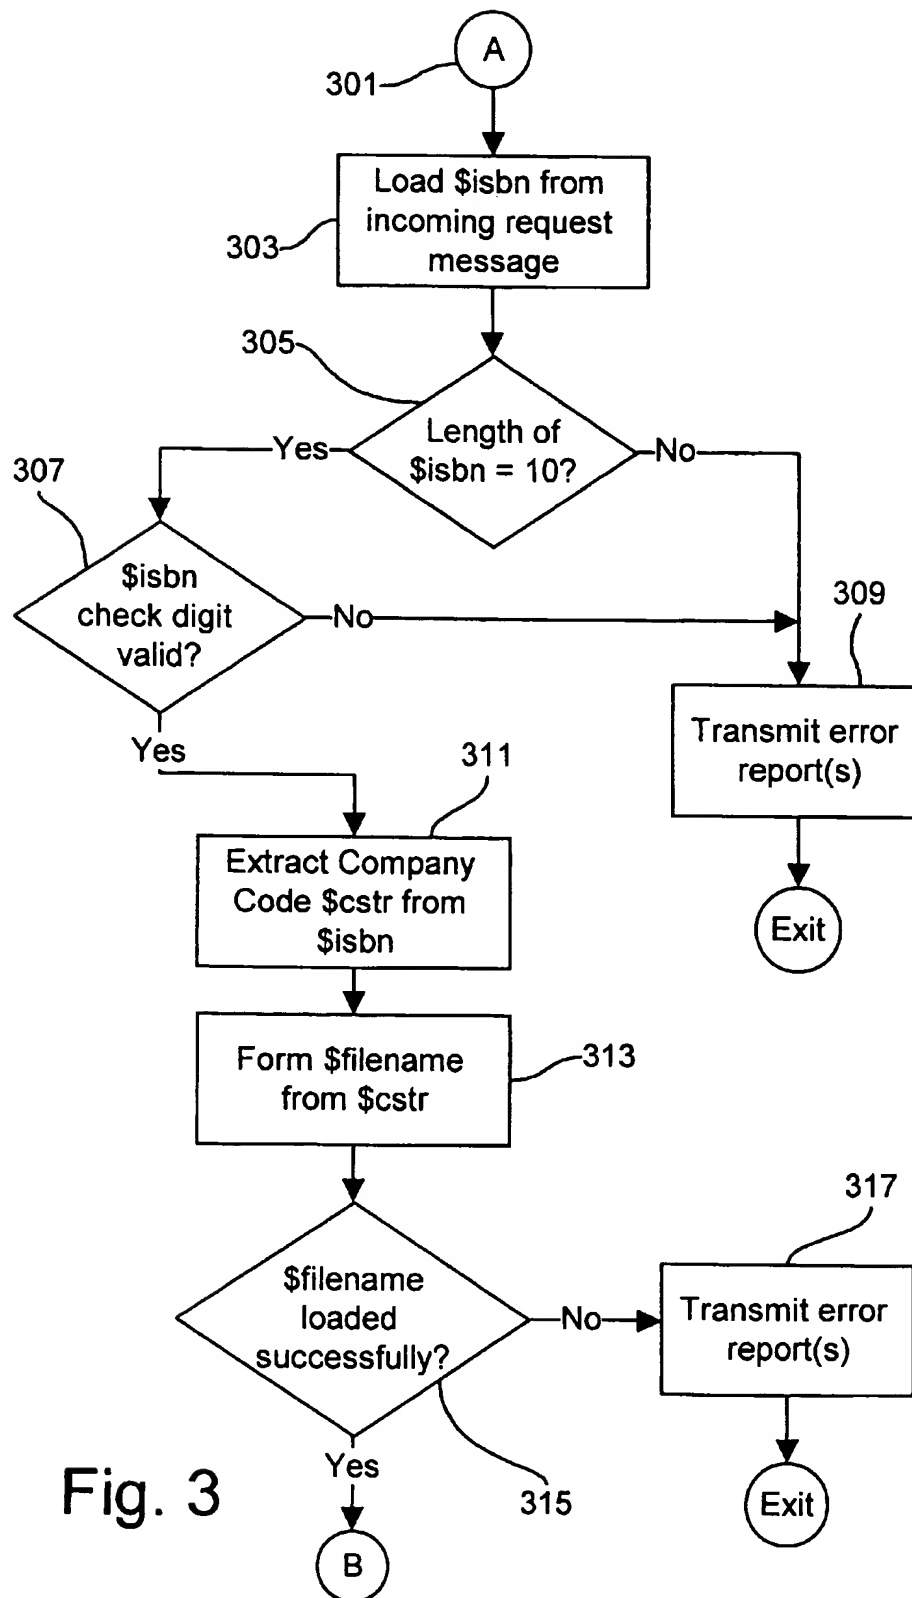 A
301
Load $isbn from
incoming request
message
303
305
Length of
$isbn = 10?
Yes
No
307
$isbn
check digit
valid?
No
309
Transmit error
report(s)
Yes
311
Extract Company
Code $cstr from
$isbn
Exit
Form $filename
from $cstr
313
317
$filename
loaded
successfully?
No
Transmit error
report(s)
Yes
315
Exit
Fig. 3
B